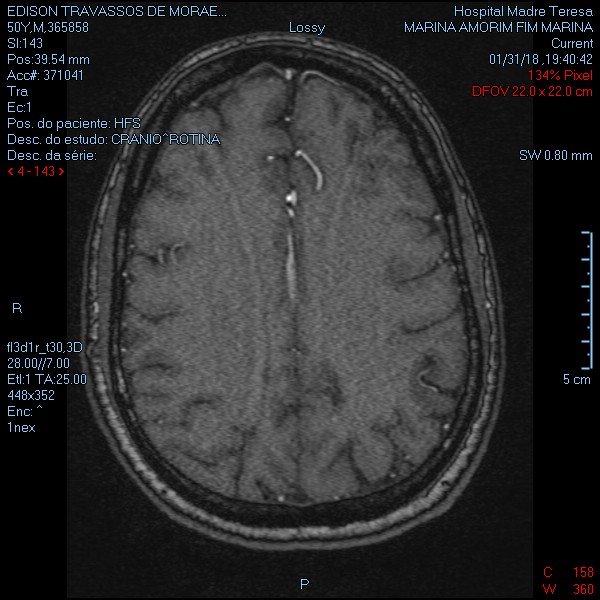 EDISON TRAVASSOS DE MORAE...
50Y,M,365858
Sl:143
Pos:39.54 mm
Acc#: 371041
Tra
Ec:1
Pos. do paciente: HFS
Desc. do estudo: CRANIO^ROTINA
Desc. da série:
< 4 - 143 >
Lossy
Hospital Madre Teresa
MARINA AMORIM FIM MARINA
Current
01/31/18 ,19:40:42
134% Pixel
DFOV 22.0 x 22.0 cm
SW 0.80 mm
R
5 cm
fl3d1r_t30,3D
28.00//7.00
Etl:1 TA:25.00
448x352
Enc: ^
1nex
P
C 158
W 360